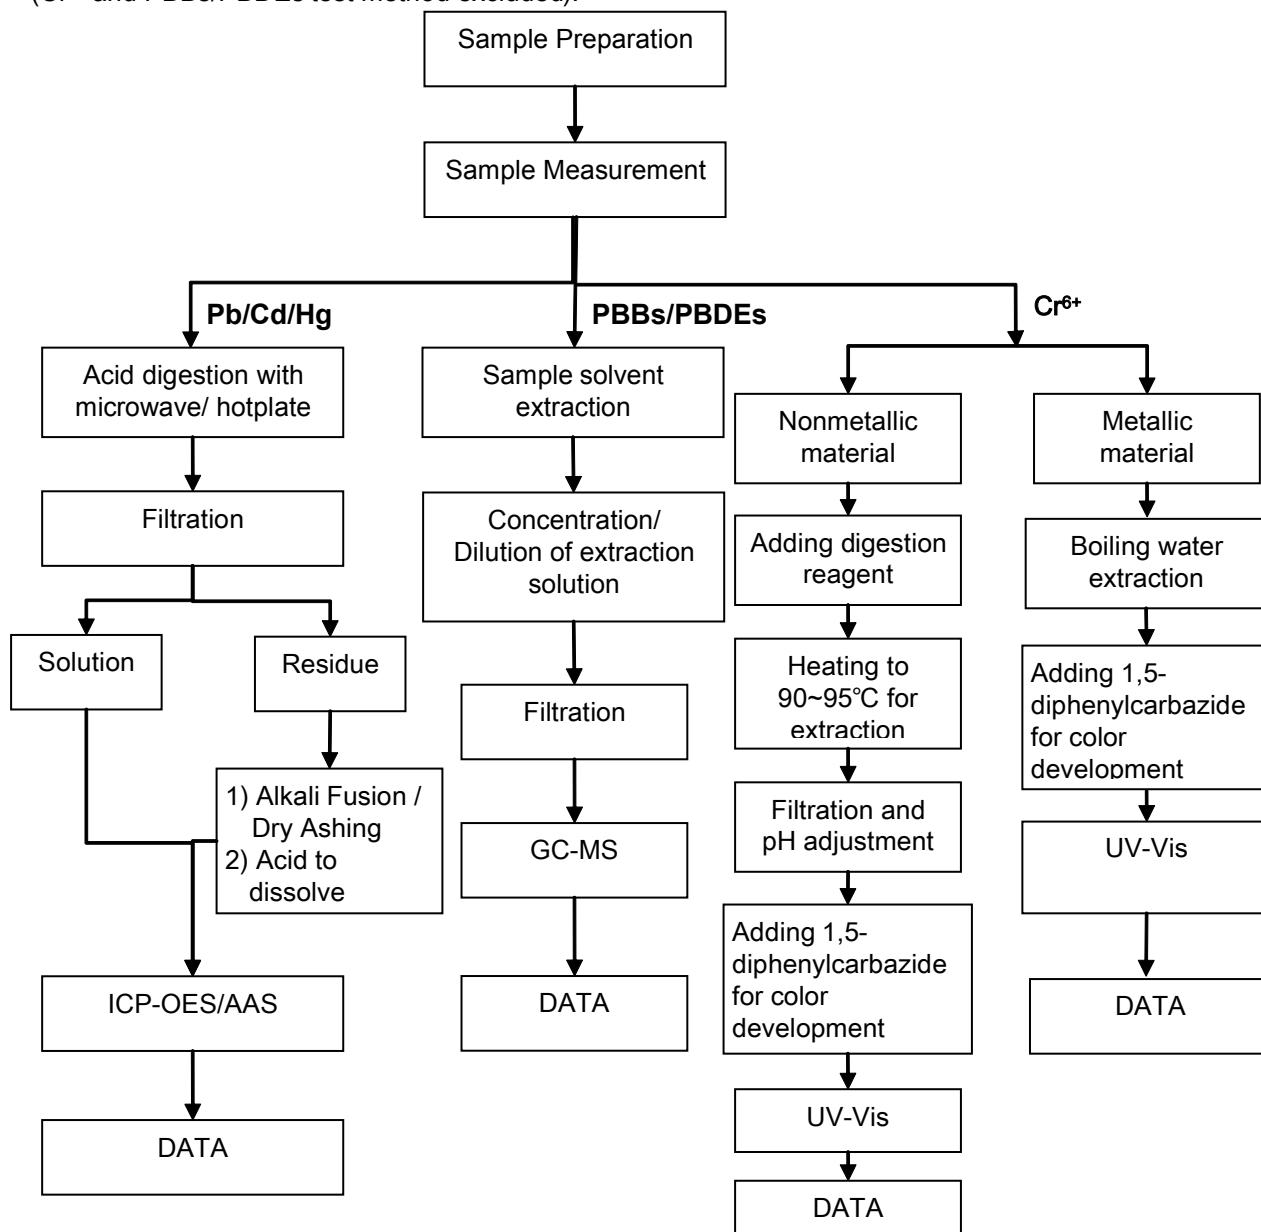 Sample Preparation
Sample Measurement
Pb/Cd/Hg
PBBs/PBDEs
Cr⁶⁺
Acid digestion with
microwave/ hotplate
Filtration
Solution
Residue
1) Alkali Fusion /
Dry Ashing
2) Acid to
dissolve
ICP-OES/AAS
DATA
Sample solvent
extraction
Concentration/
Dilution of extraction
solution
Filtration
GC-MS
DATA
Nonmetallic
material
Adding digestion
reagent
Heating to
90~95℃ for
extraction
Filtration and
pH adjustment
Adding 1,5-
diphenylcarbazide
for color
development
UV-Vis
DATA
Metallic
material
Boiling water
extraction
Adding 1,5-
diphenylcarbazide
for color
development
UV-Vis
DATA